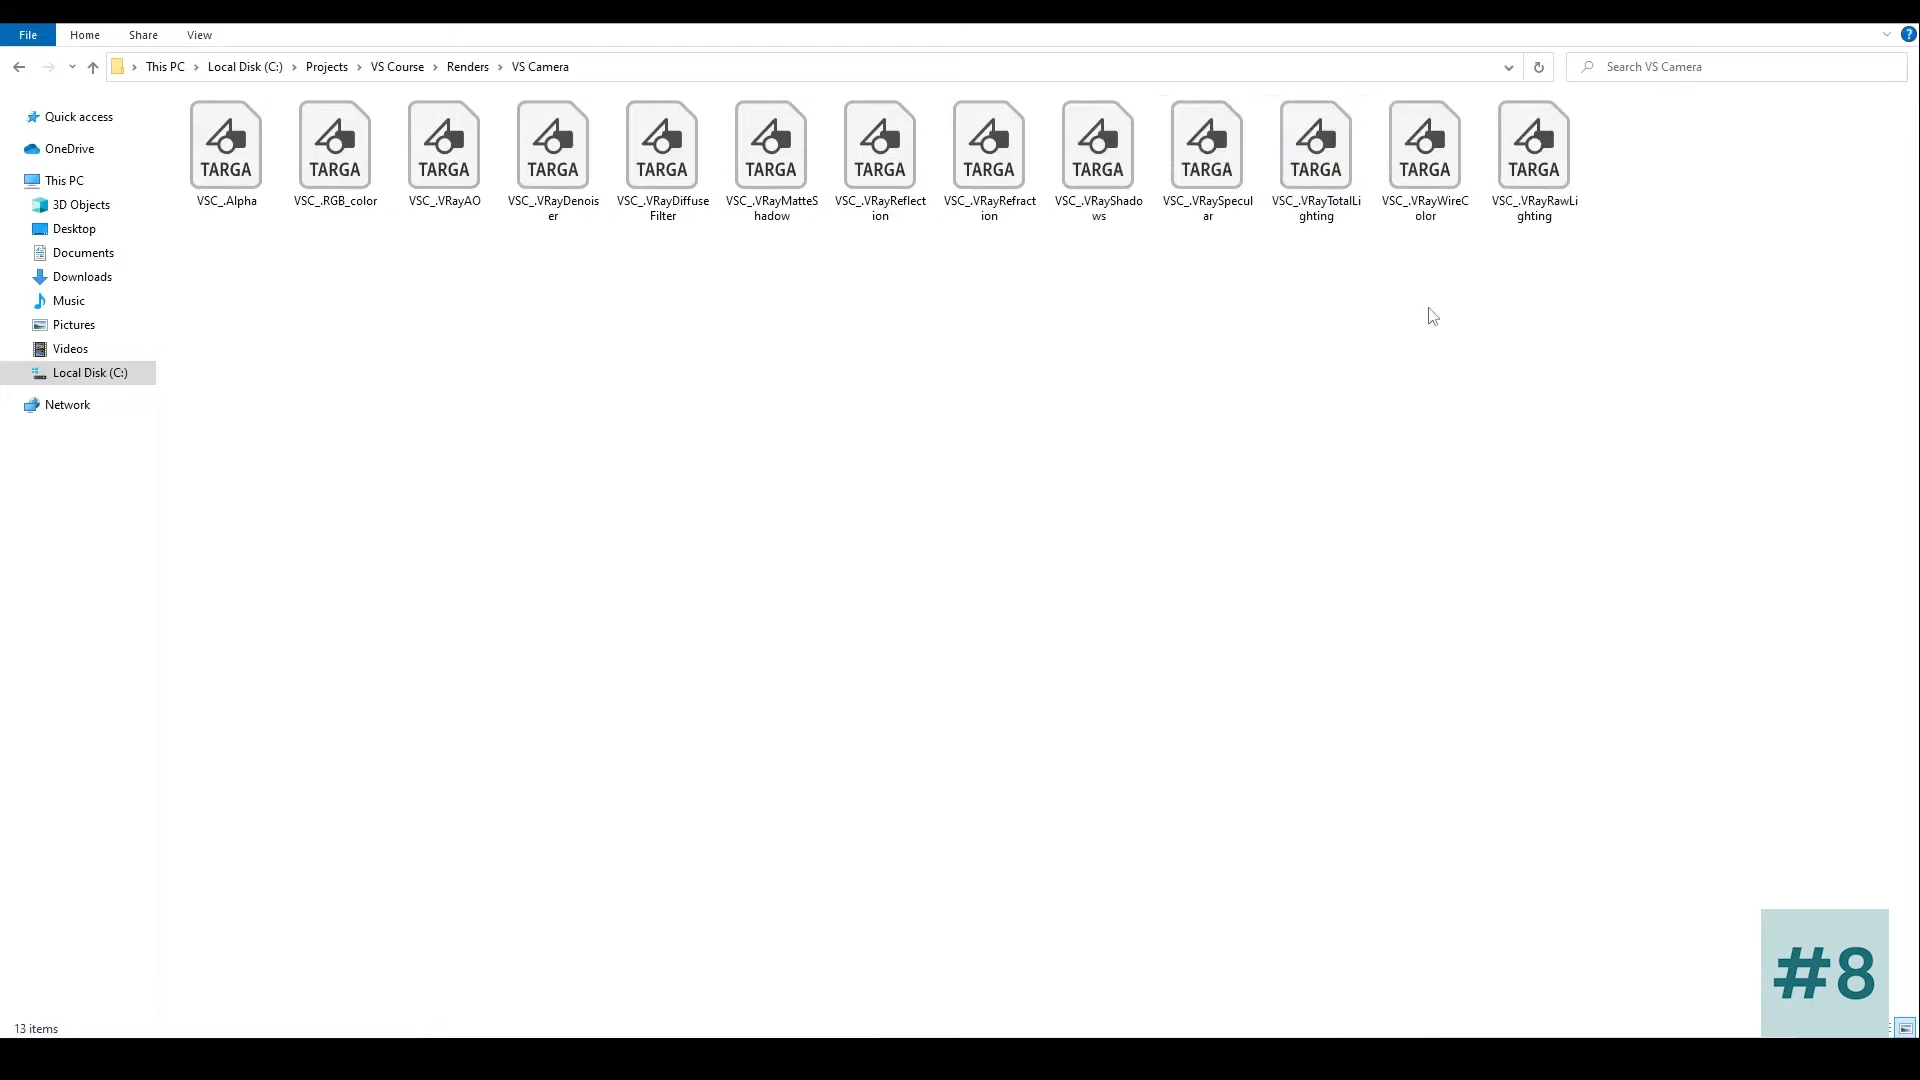 File Home Share View
This PC Local Disk (C:) Projects VS Course Renders VS Camera
Search VS Camera
Quick access
OneDrive
This PC
3D Objects
Desktop
Documents
Downloads
Music
Pictures
Videos
Local Disk (C:)
Network
TARGA TARGA TARGA TARGA TARGA TARGA TARGA TARGA TARGA TARGA TARGA TARGA TARGA
VSC_.Alpha
VSC_.RGB_color
VSC_.VRayAO
VSC_.VRayDenois
er
VSC_.VRayDiffuse
Filter
VSC_.VRayMatteS
hadow
VSC_.VRayReflect
ion
VSC_.VRayRefract
ion
VSC_.VRayShado
ws
VSC_.VRaySpecul
ar
VSC_.VRayTotalLi
ghting
VSC_.VRayWireC
olor
VSC_.VRayRawLi
ghting
#8
13 items